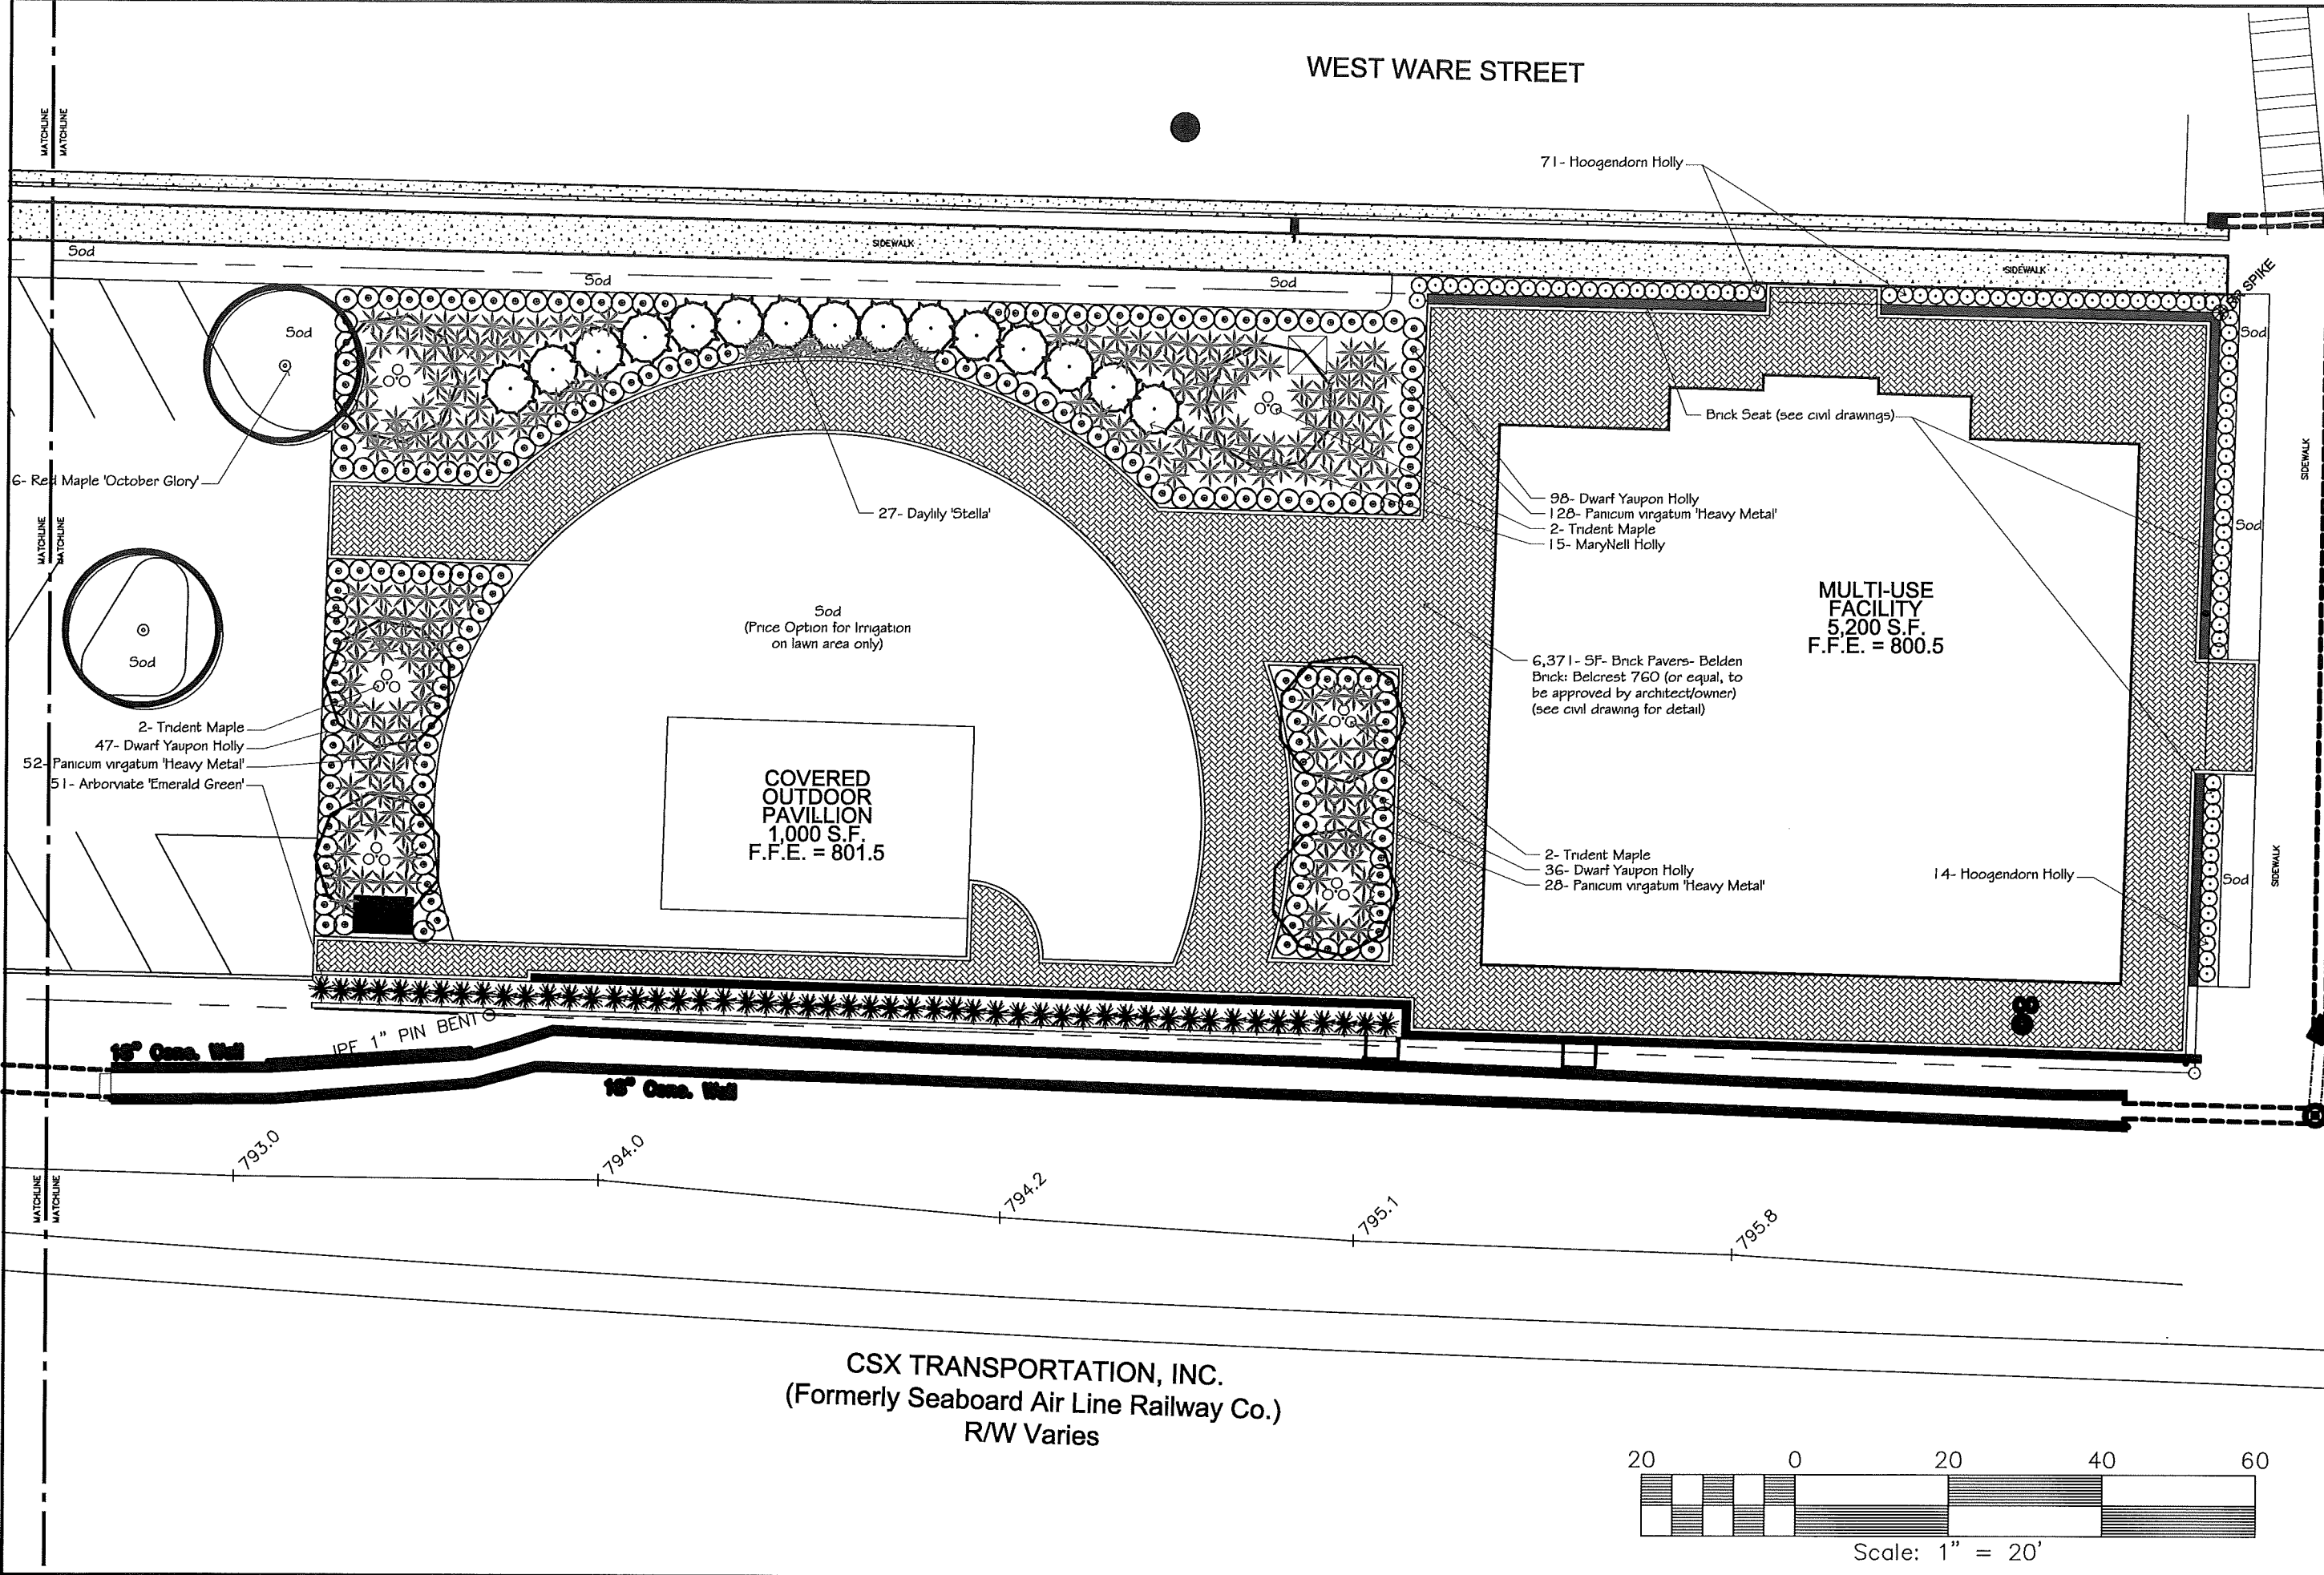 WEST WARE STREET
MATCHLINE
MATCHLINE
71- Hoogendorn Holly
SIDEWALK
Sod
Sod
Sod
SIDEWALK
SPIKE
Sod
Sod
SIDEWALK
Brick Seat (see civil drawings)
6- Red Maple 'October Glory'
27- Daylily 'Stella'
98- Dwarf Yaupon Holly
128- Panicum virgatum 'Heavy Metal'
2- Trident Maple
15- MaryNell Holly
MATCHLINE
MATCHLINE
Sod
Sod
Sod
(Price Option for Irrigation
on lawn area only)
MULTI-USE
FACILITY
5,200 S.F.
F.F.E. = 800.5
6,371- SF- Brick Pavers- Belden
Brick: Belcrest 760 (or equal, to
be approved by architect/owner)
(see civil drawing for detail)
2- Trident Maple
47- Dwarf Yaupon Holly
52- Panicum virgatum 'Heavy Metal'
51- Arborviate 'Emerald Green'
COVERED
OUTDOOR
PAVILLION
1,000 S.F.
F.F.E. = 801.5
2- Trident Maple
36- Dwarf Yaupon Holly
28- Panicum virgatum 'Heavy Metal'
14- Hoogendorn Holly
Sod
SIDEWALK
IPF 1" PIN BENT
18" Conc. Wall
18" Conc. Wall
793.0
794.0
794.2
795.1
795.8
MATCHLINE
MATCHLINE
CSX TRANSPORTATION, INC.
(Formerly Seaboard Air Line Railway Co.)
R/W Varies
20 0 20 40 60
Scale: 1" = 20'